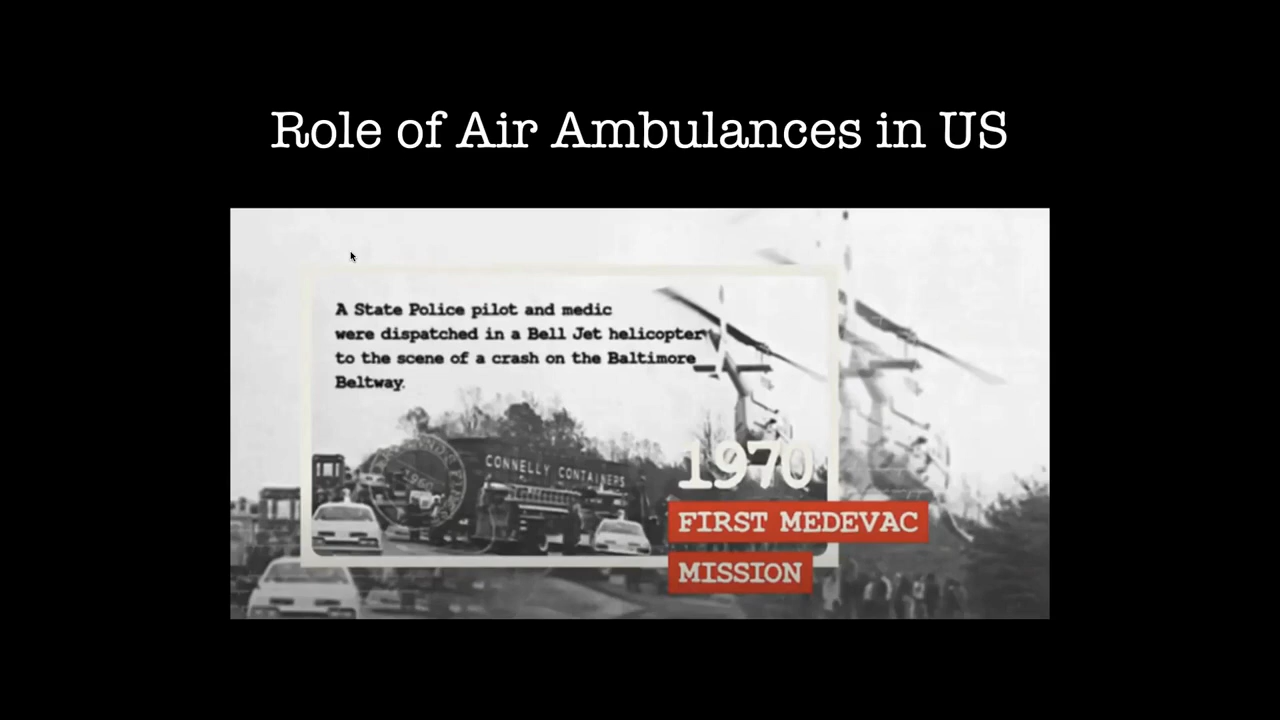 Role of Air Ambulances in US
A State Police pilot and medic
were dispatched in a Bell Jet helicopter
to the scene of a crash on the Baltimore
Beltway.
CONNELLY CONTAINERS
1970
FIRST MEDEVAC
MISSION